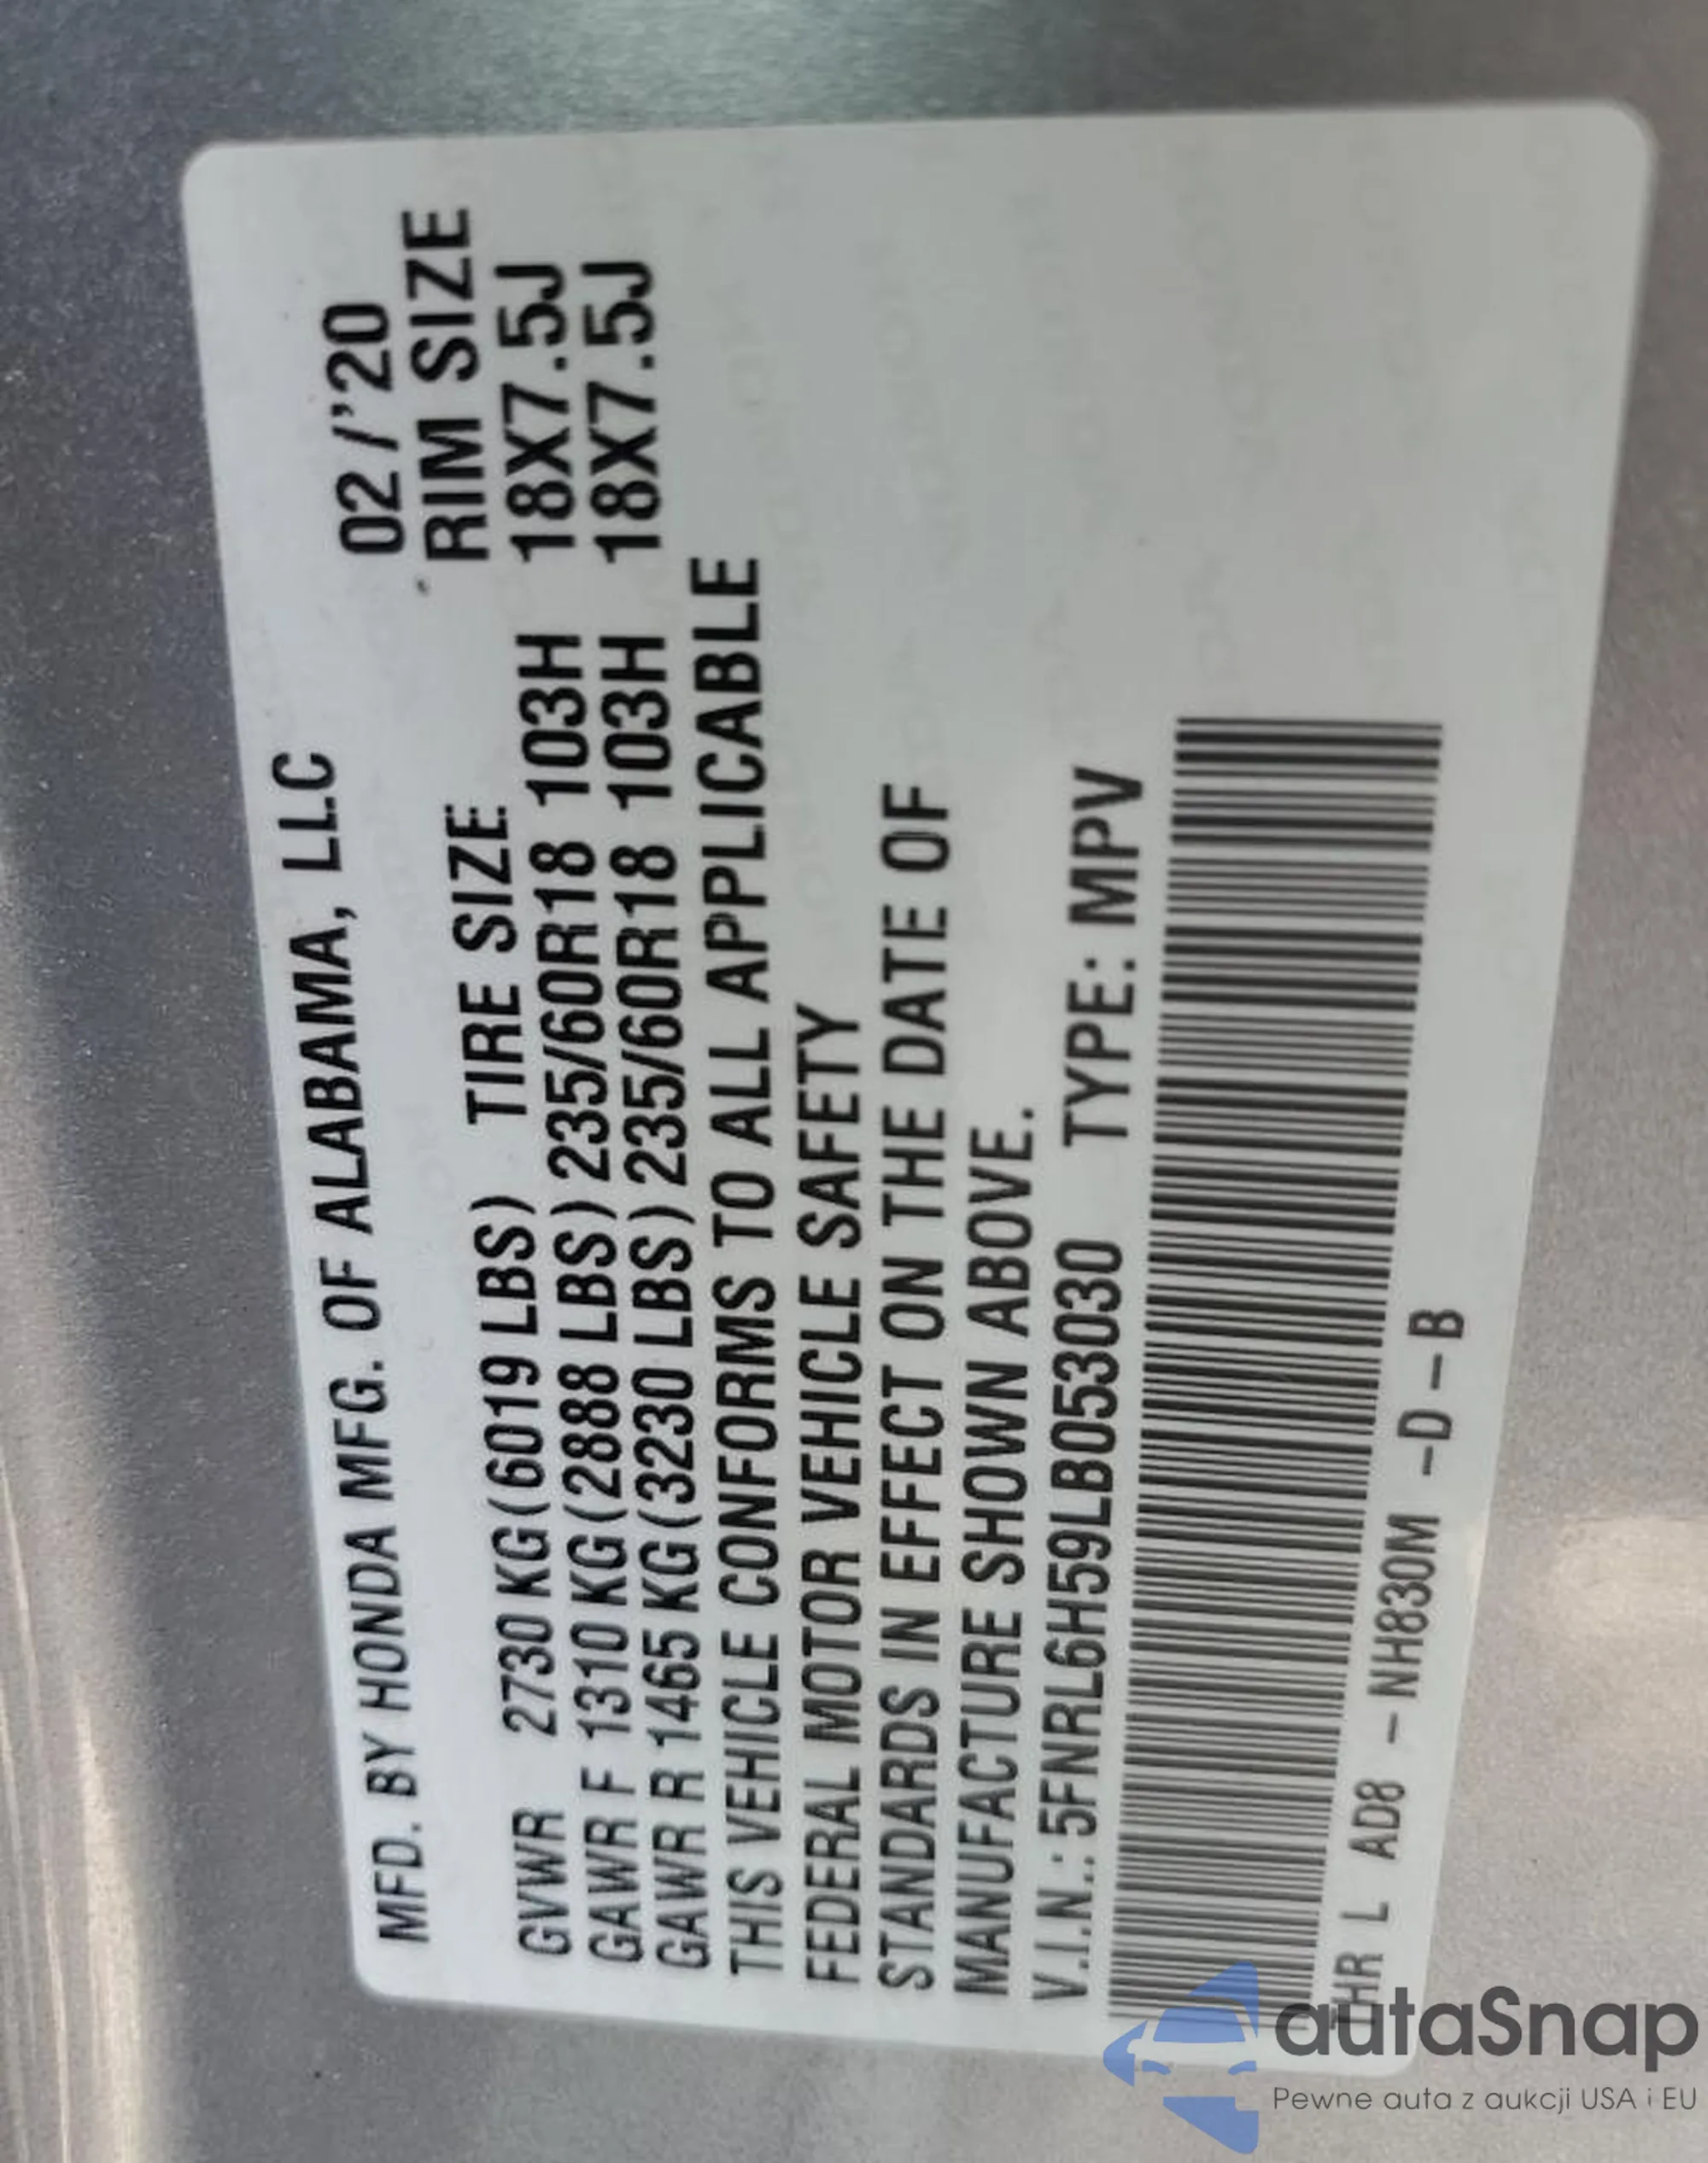 MFD. BY HONDA MFG. OF ALABAMA, LLC
02/'20
GVWR 2730 KG(6019 LBS) TIRE SIZE RIM SIZE
GAWR F 1310 KG(2888 LBS) 235/60R18 103H 18X7.5J
GAWR R 1465 KG(3230 LBS) 235/60R18 103H 18X7.5J
THIS VEHICLE CONFORMS TO ALL APPLICABLE
FEDERAL MOTOR VEHICLE SAFETY
STANDARDS IN EFFECT ON THE DATE OF
MANUFACTURE SHOWN ABOVE.
V.I.N.: 5FNRL6H59LB053030 TYPE: MPV
THR L AD8 -NH830M -D-B
autaSnap
Pewne auta z aukcji USA i EU